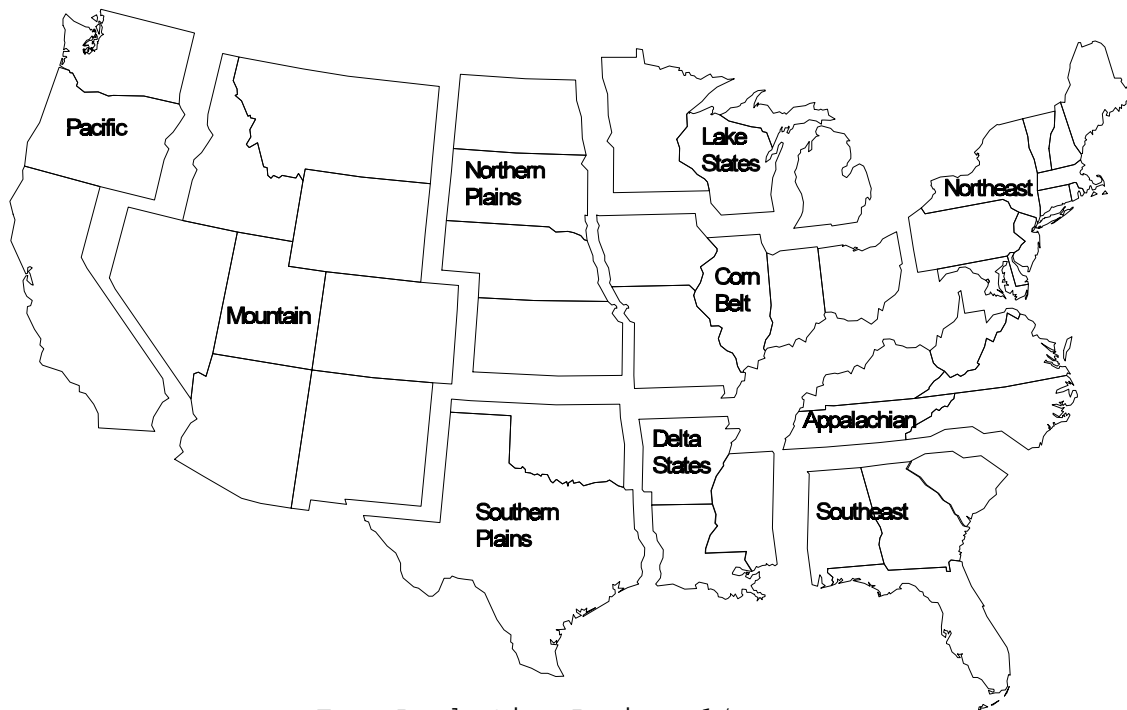 Pacific
Lake
States
Northern
Plains
Northeast
Corn
Belt
Mountain
Appalachian
Delta
States
Southern
Plains
Southeast